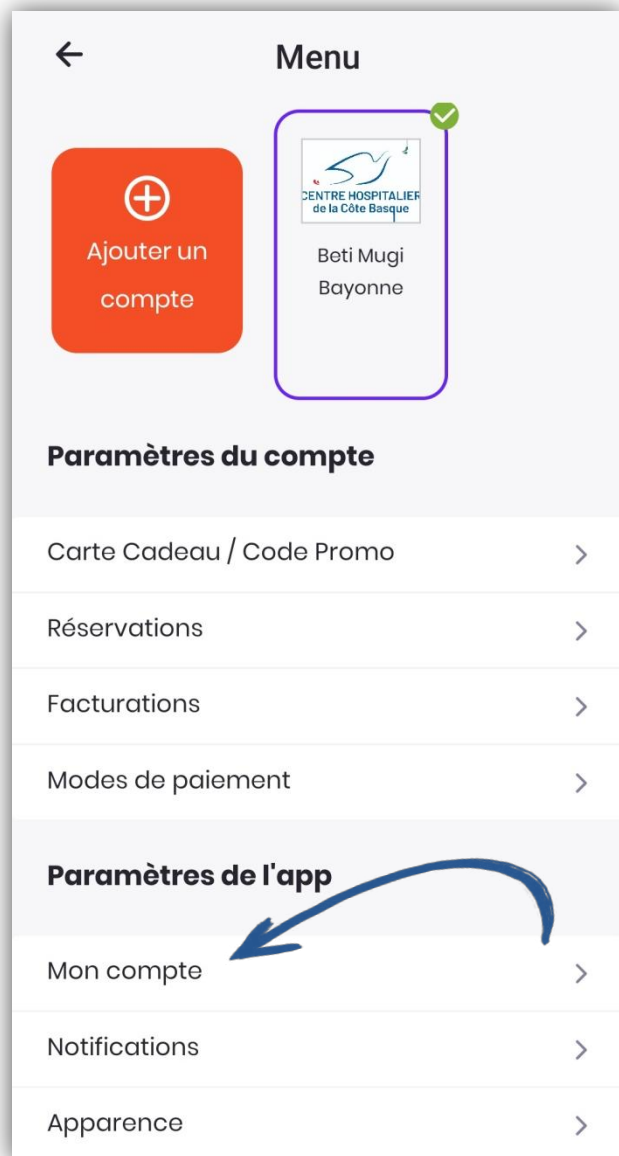 Menu
Ajouter un
compte
CENTRE HOSPITALIER
de la Côte Basque
Beti Mugi
Bayonne
Paramètres du compte
Carte Cadeau / Code Promo
Réservations
Facturations
Modes de paiement
Paramètres de l'app
Mon compte
Notifications
Apparence